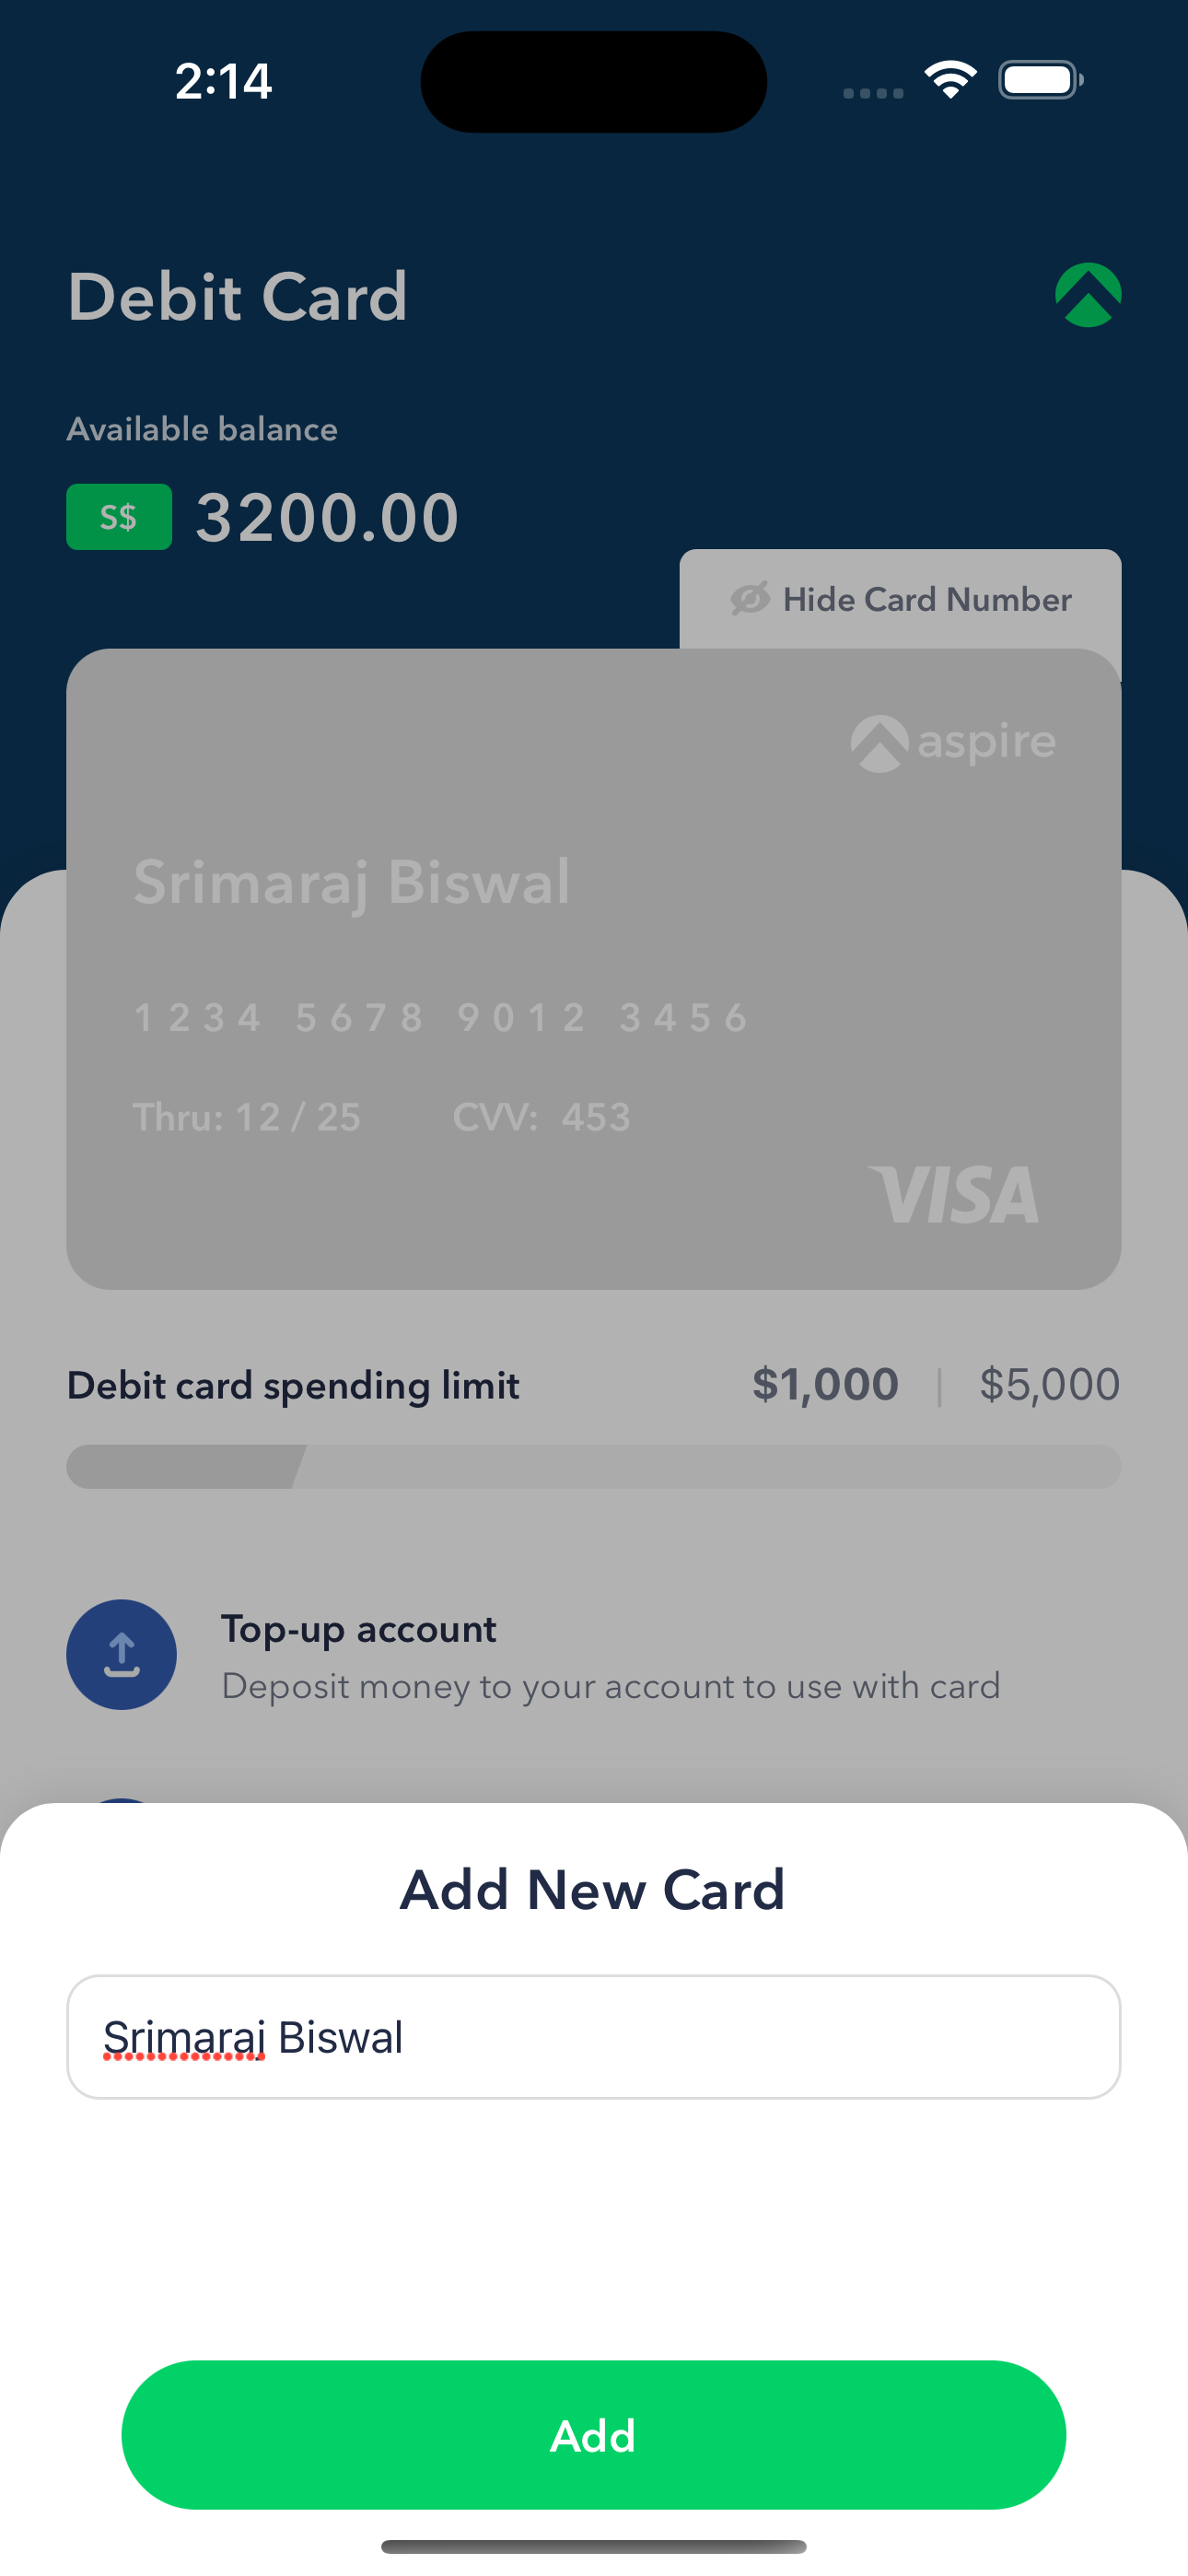 2:14
Debit Card
Available balance
S$ 3200.00
Hide Card Number
aspire
Srimaraj Biswal
1234 5678 9012 3456
Thru: 12 / 25 CVV: 453
VISA
Debit card spending limit $1,000 | $5,000
Top-up account
Deposit money to your account to use with card
Add New Card
Srimaraj Biswal
Add